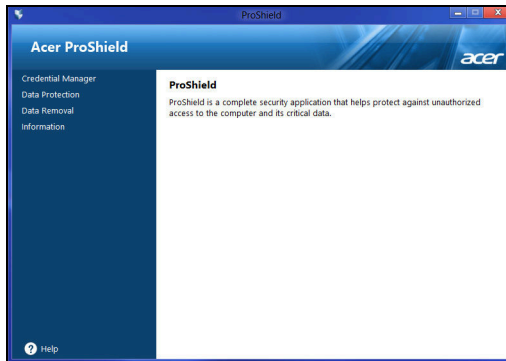 ProShield
Acer ProShield
acer
Credential Manager
Data Protection
Data Removal
Information
ProShield
ProShield is a complete security application that helps protect against unauthorized
access to the computer and its critical data.
? Help